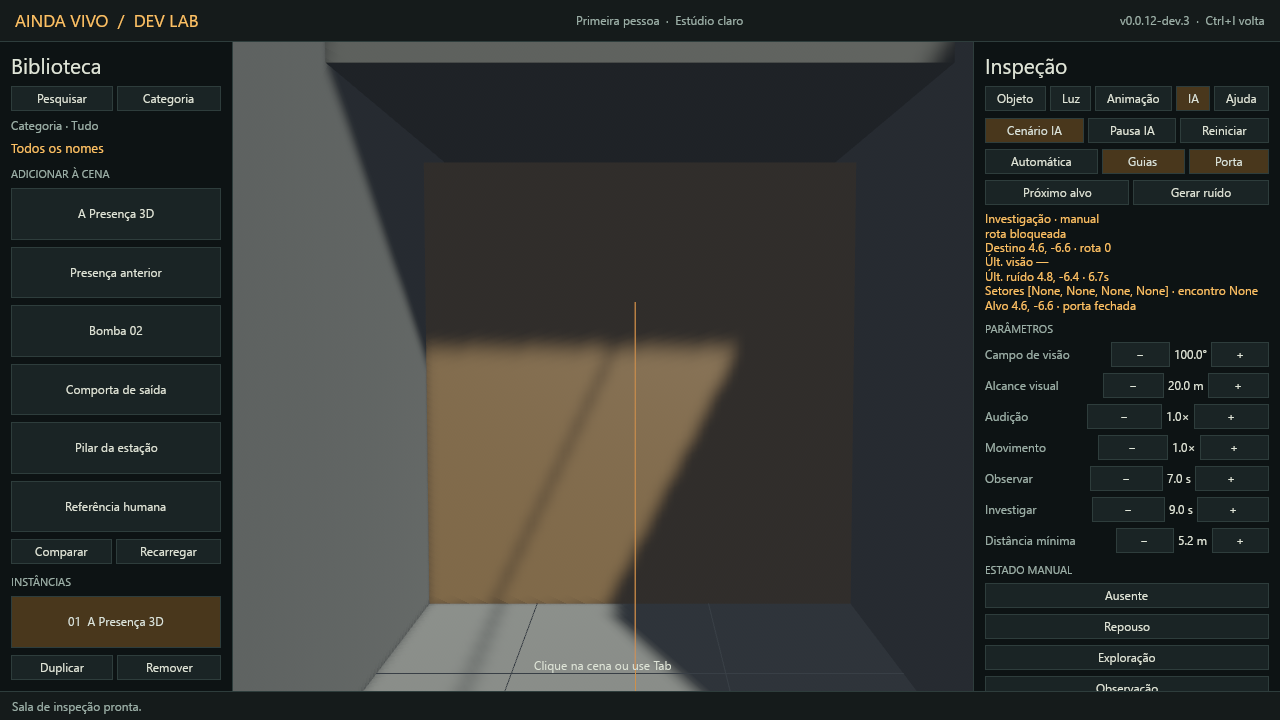 AINDA VIVO / DEV LAB
Primeira pessoa · Estúdio claro
v0.0.12-dev.3 · Ctrl+I volta
Biblioteca
Pesquisar
Categoria
Categoria · Tudo
Todos os nomes
ADICIONAR À CENA
A Presença 3D
Presença anterior
Bomba 02
Comporta de saída
Pilar da estação
Referência humana
Comparar
Recarregar
INSTÂNCIAS
01 A Presença 3D
Duplicar
Remover
Clique na cena ou use Tab
Inspeção
Objeto
Luz
Animação
IA
Ajuda
Cenário IA
Pausa IA
Reiniciar
Automática
Guias
Porta
Próximo alvo
Gerar ruído
Investigação · manual
rota bloqueada
Destino 4.6, -6.6 · rota 0
Últ. visão —
Últ. ruído 4.8, -6.4 · 6.7s
Setores [None, None, None, None] · encontro None
Alvo 4.6, -6.6 · porta fechada
PARÂMETROS
Campo de visão − 100.0° +
Alcance visual − 20.0 m +
Audição − 1.0× +
Movimento − 1.0× +
Observar − 7.0 s +
Investigar − 9.0 s +
Distância mínima − 5.2 m +
ESTADO MANUAL
Ausente
Repouso
Exploração
Observação
Sala de inspeção pronta.